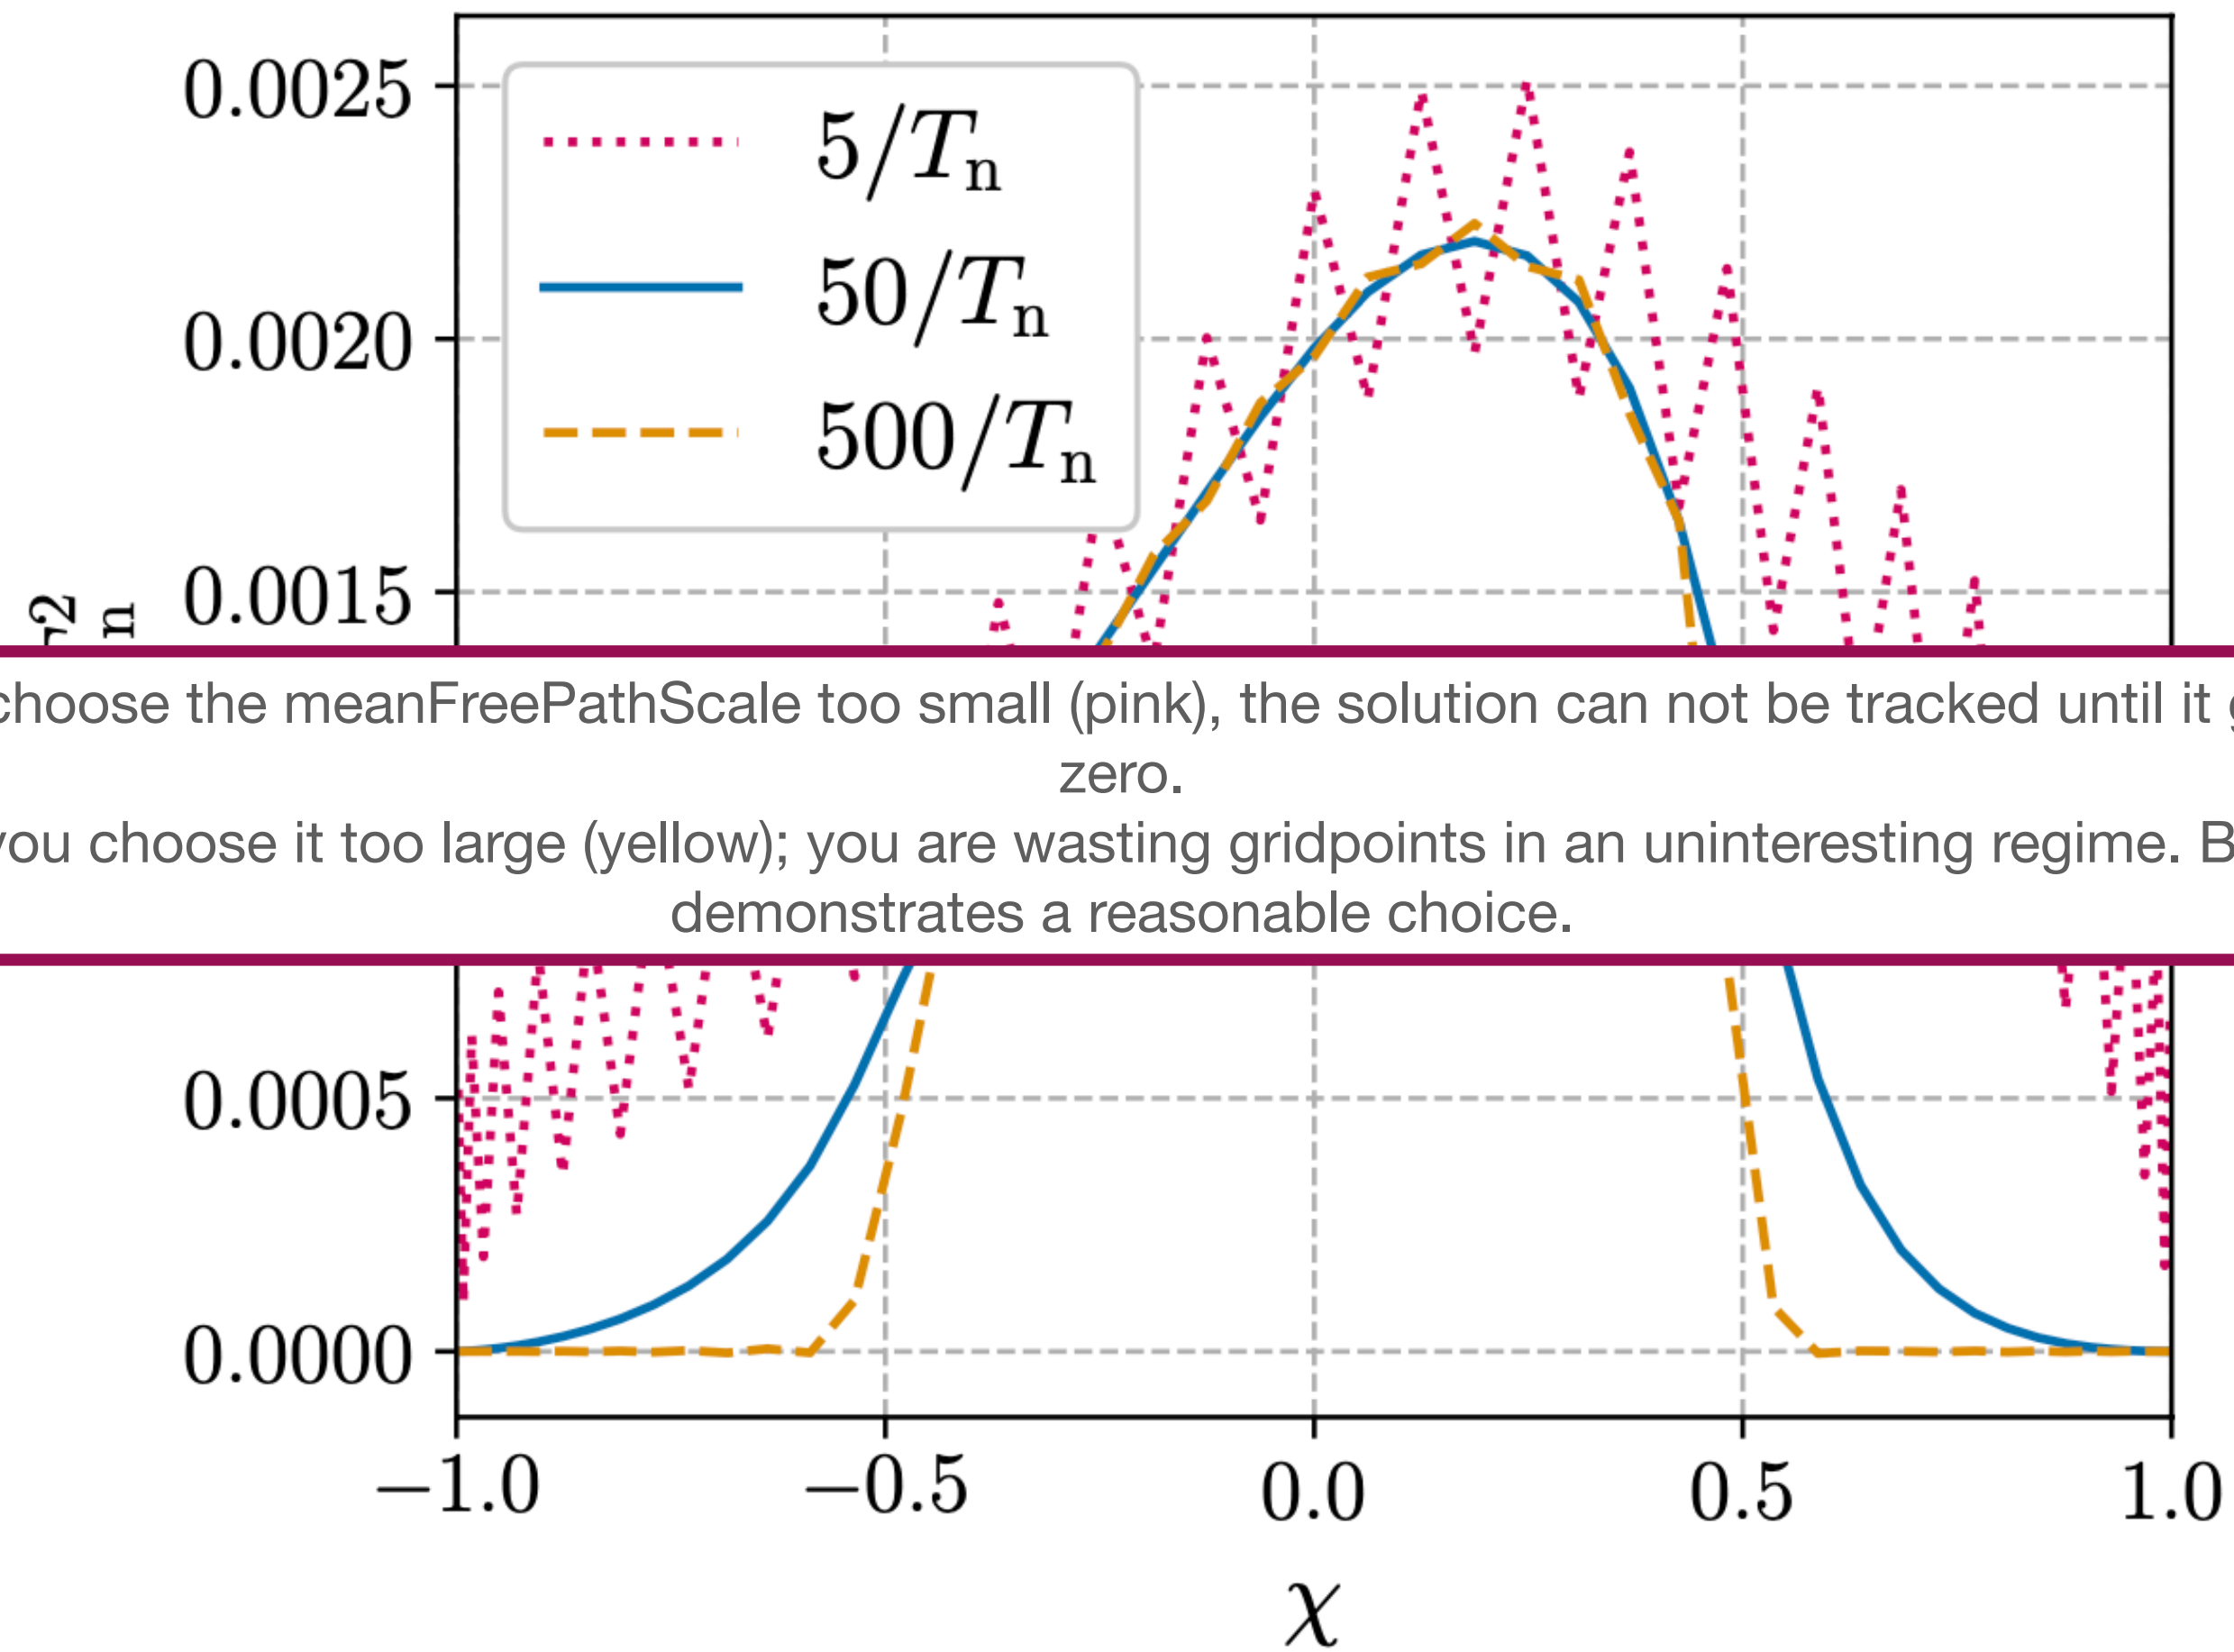 0.0025
0.0020
0.0015
0.0005
0.0000
5/Tn
50/Tn
500/Tn
choose the meanFreePathScale too small (pink), the solution can not be tracked until it
zero.
you choose it too large (yellow); you are wasting gridpoints in an uninteresting regime.
demonstrates a reasonable choice.
−1.0 −0.5 0.0 0.5 1.0
χ